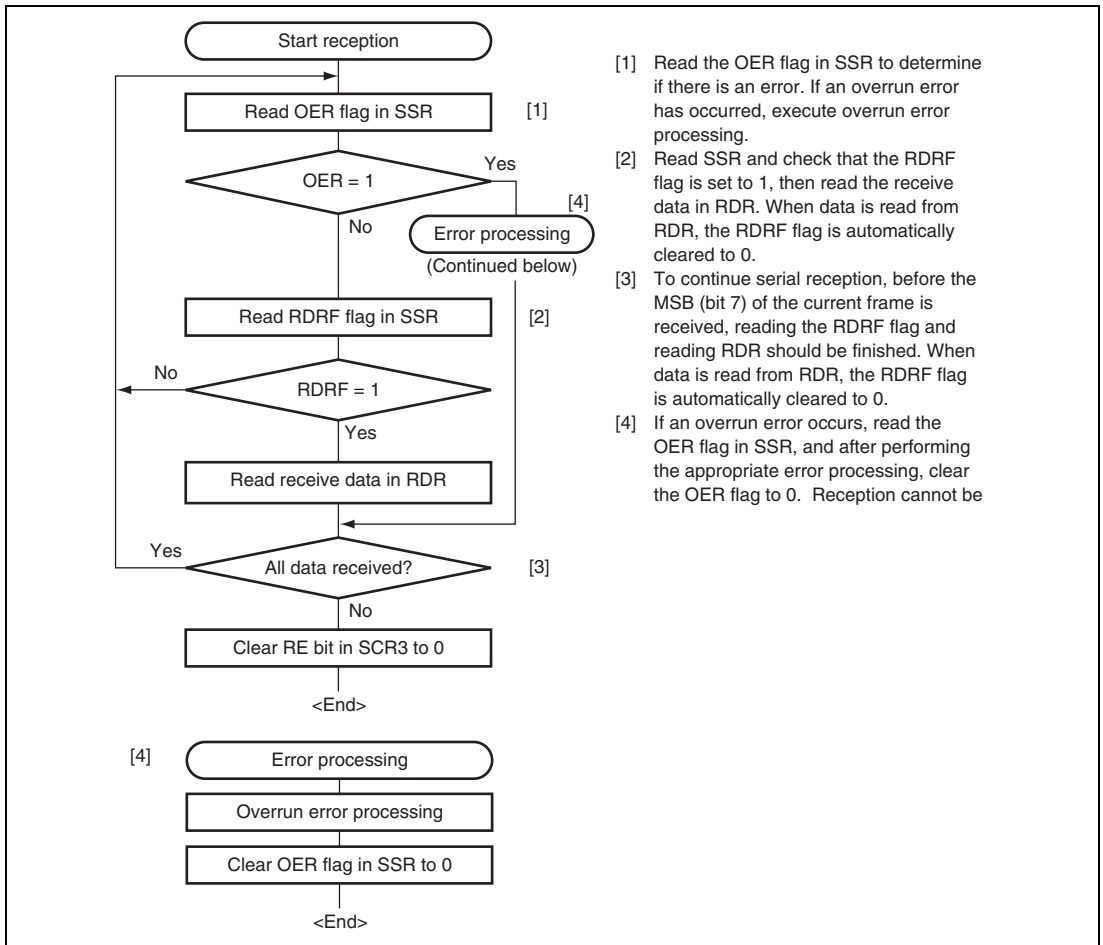 Start reception
Read OER flag in SSR
[1]
OER = 1
Yes
No
[4]
Error processing
(Continued below)
Read RDRF flag in SSR
[2]
No
RDRF = 1
Yes
Read receive data in RDR
Yes
All data received?
[3]
No
Clear RE bit in SCR3 to 0
<End>
[4]
Error processing
Overrun error processing
Clear OER flag in SSR to 0
<End>
[1] Read the OER flag in SSR to determine
if there is an error. If an overrun error
has occurred, execute overrun error
processing.
[2] Read SSR and check that the RDRF
flag is set to 1, then read the receive
data in RDR. When data is read from
RDR, the RDRF flag is automatically
cleared to 0.
[3] To continue serial reception, before the
MSB (bit 7) of the current frame is
received, reading the RDRF flag and
reading RDR should be finished. When
data is read from RDR, the RDRF flag
is automatically cleared to 0.
[4] If an overrun error occurs, read the
OER flag in SSR, and after performing
the appropriate error processing, clear
the OER flag to 0. Reception cannot be